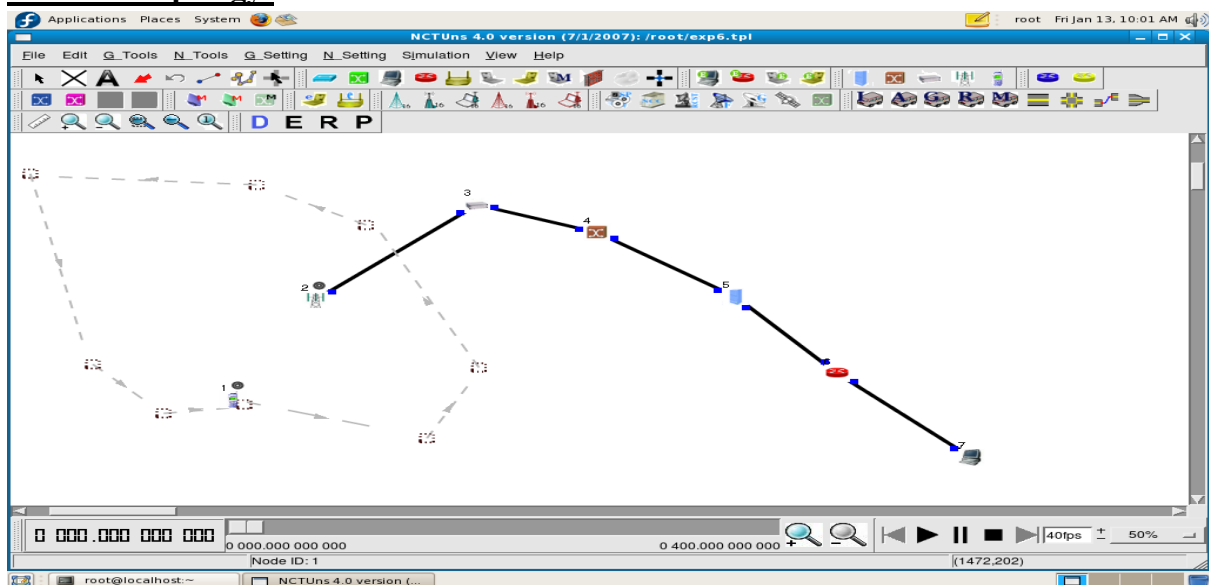 Applications Places System root Fri Jan 13, 10:01 AM
NCTUns 4.0 version (7/1/2007): /root/exp6.tpl
File Edit G_Tools N_Tools G_Setting N_Setting Simulation View Help
D E R P
3
4
2
5
6
1
7
0 000.000 000 000
0 000.000 000 000
0 400.000 000 000
40fps
50%
Node ID: 1
(1472,202)
root@localhost:~
NCTUns 4.0 version (...